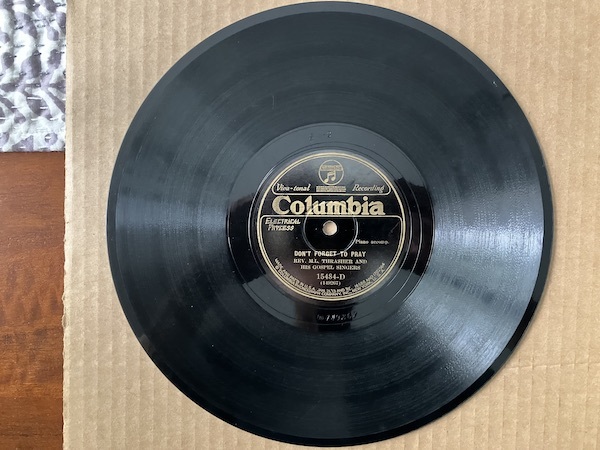 Viva-tonal Recording
Columbia
ELECTRICAL
PROCESS
Piano accomp.
DON'T FORGET TO PRAY
REV. M.L. THRASHER AND
HIS GOSPEL SINGERS
15484-D